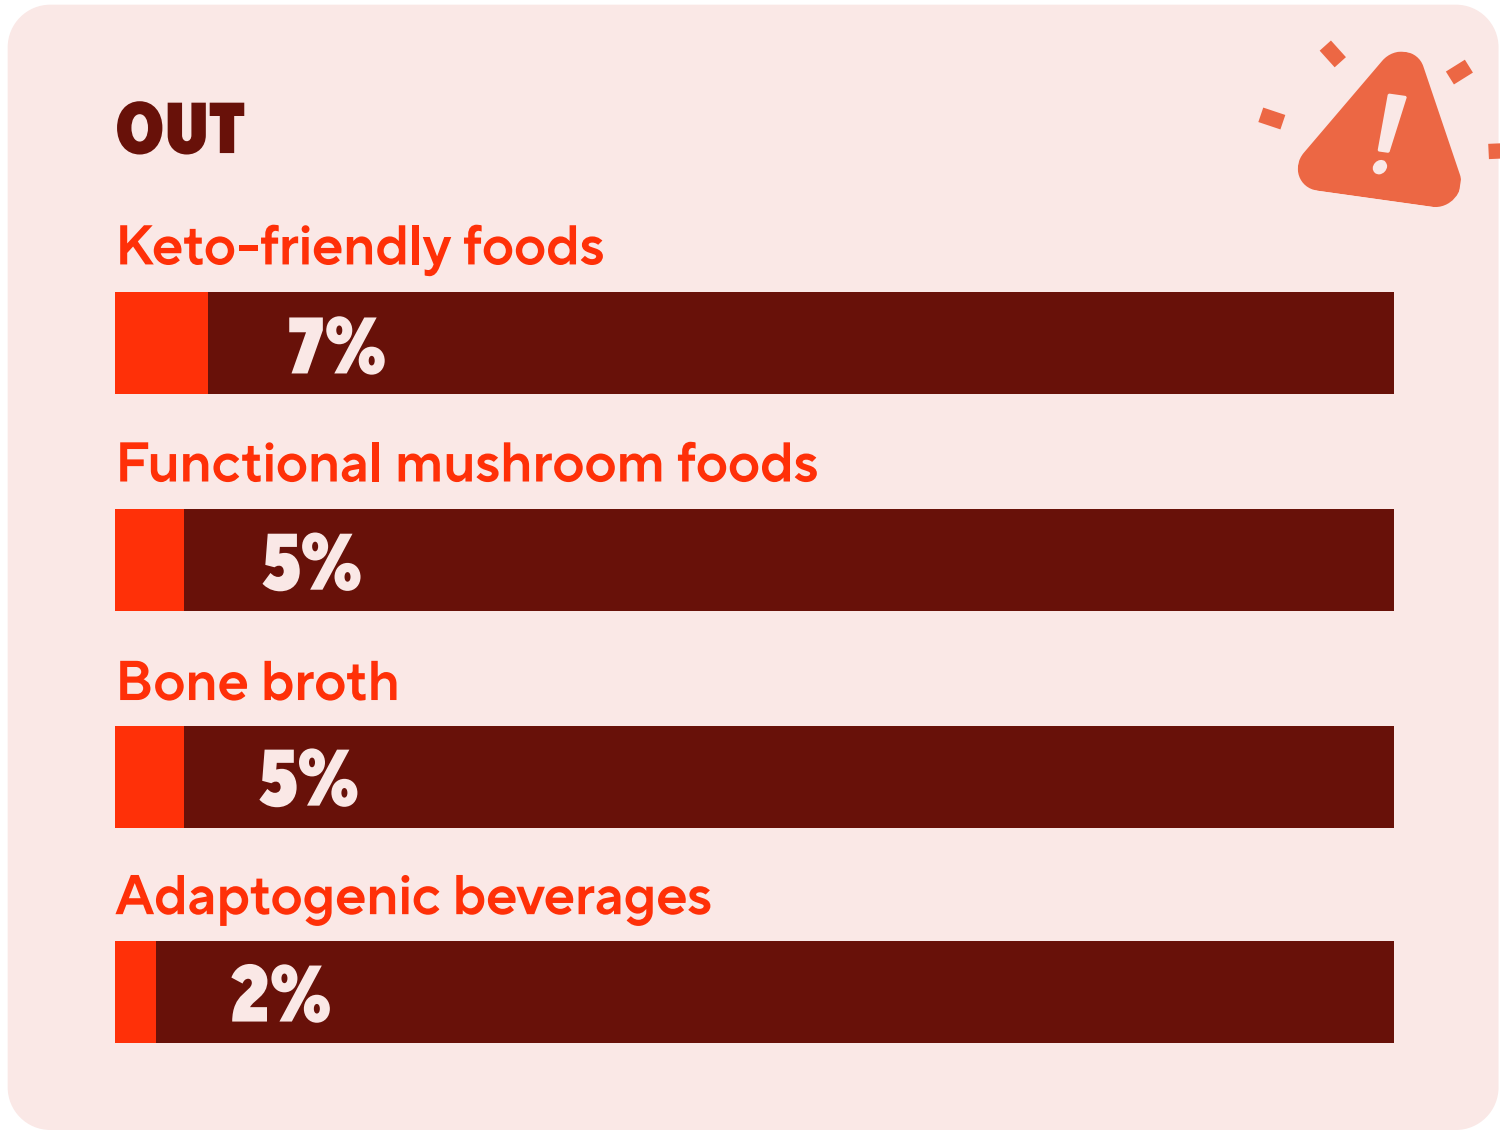 OUT
Keto-friendly foods
7%
Functional mushroom foods
5%
Bone broth
5%
Adaptogenic beverages
2%